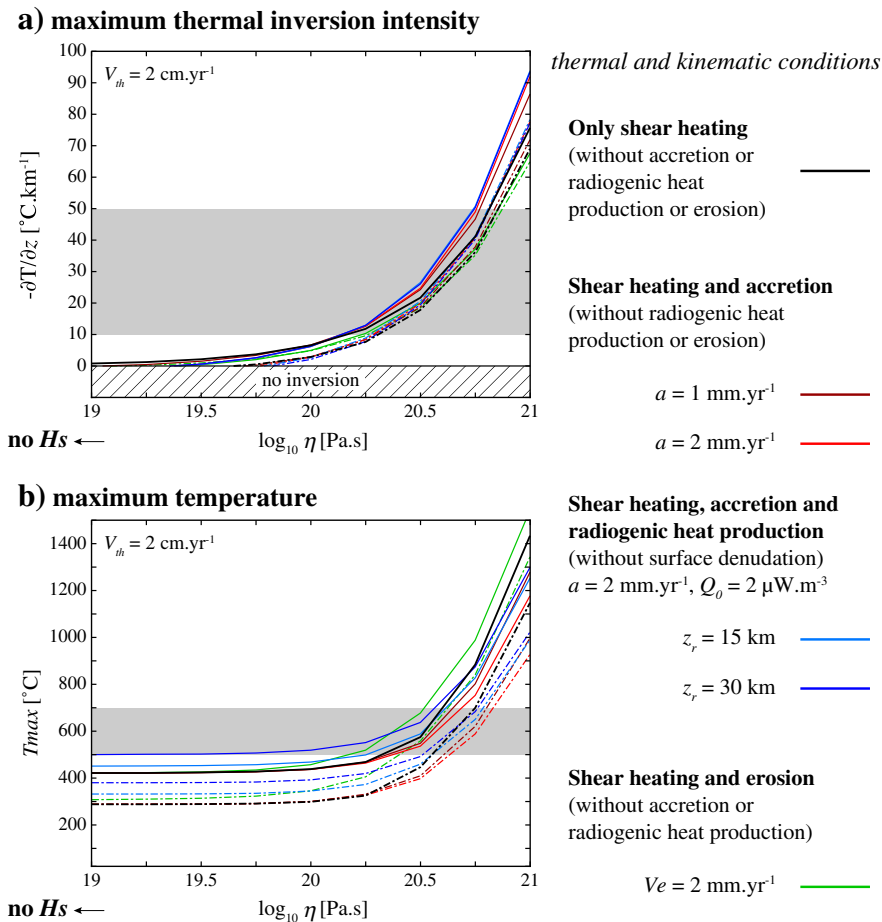 a) maximum thermal inversion intensity
100
90
80
70
60
50
40
30
20
10
0
-∂T/∂z [˚C.km⁻¹]
V_th = 2 cm.yr⁻¹
no inversion
19
19.5
20
20.5
21
no Hs ←
log₁₀ η [Pa.s]
b) maximum temperature
1400
1200
1000
800
700
600
500
400
200
Tmax [˚C]
V_th = 2 cm.yr⁻¹
19
19.5
20
20.5
21
no Hs ←
log₁₀ η [Pa.s]
thermal and kinematic conditions
Only shear heating
(without accretion or
radiogenic heat
production or erosion)
Shear heating and accretion
(without radiogenic heat
production or erosion)
a = 1 mm.yr⁻¹
a = 2 mm.yr⁻¹
Shear heating, accretion and
radiogenic heat production
(without surface denudation)
a = 2 mm.yr⁻¹, Q₀ = 2 µW.m⁻³
z_r = 15 km
z_r = 30 km
Shear heating and erosion
(without accretion or
radiogenic heat production)
Ve = 2 mm.yr⁻¹